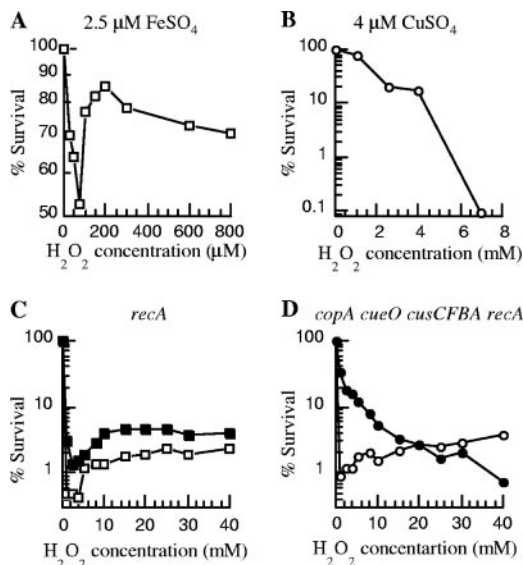 A 2.5 µM FeSO4
% Survival
100
90
80
70
60
50
0 200 400 600 800
H2O2 concentration (µM)
B 4 µM CuSO4
% Survival
100
10
1
0.1
0 2 4 6 8
H2O2 concentration (mM)
C recA
% Survival
100
10
1
0 10 20 30 40
H2O2 concentration (mM)
D copA cueO cusCFBA recA
% Survival
100
10
1
0 10 20 30 40
H2O2 concentartion (mM)